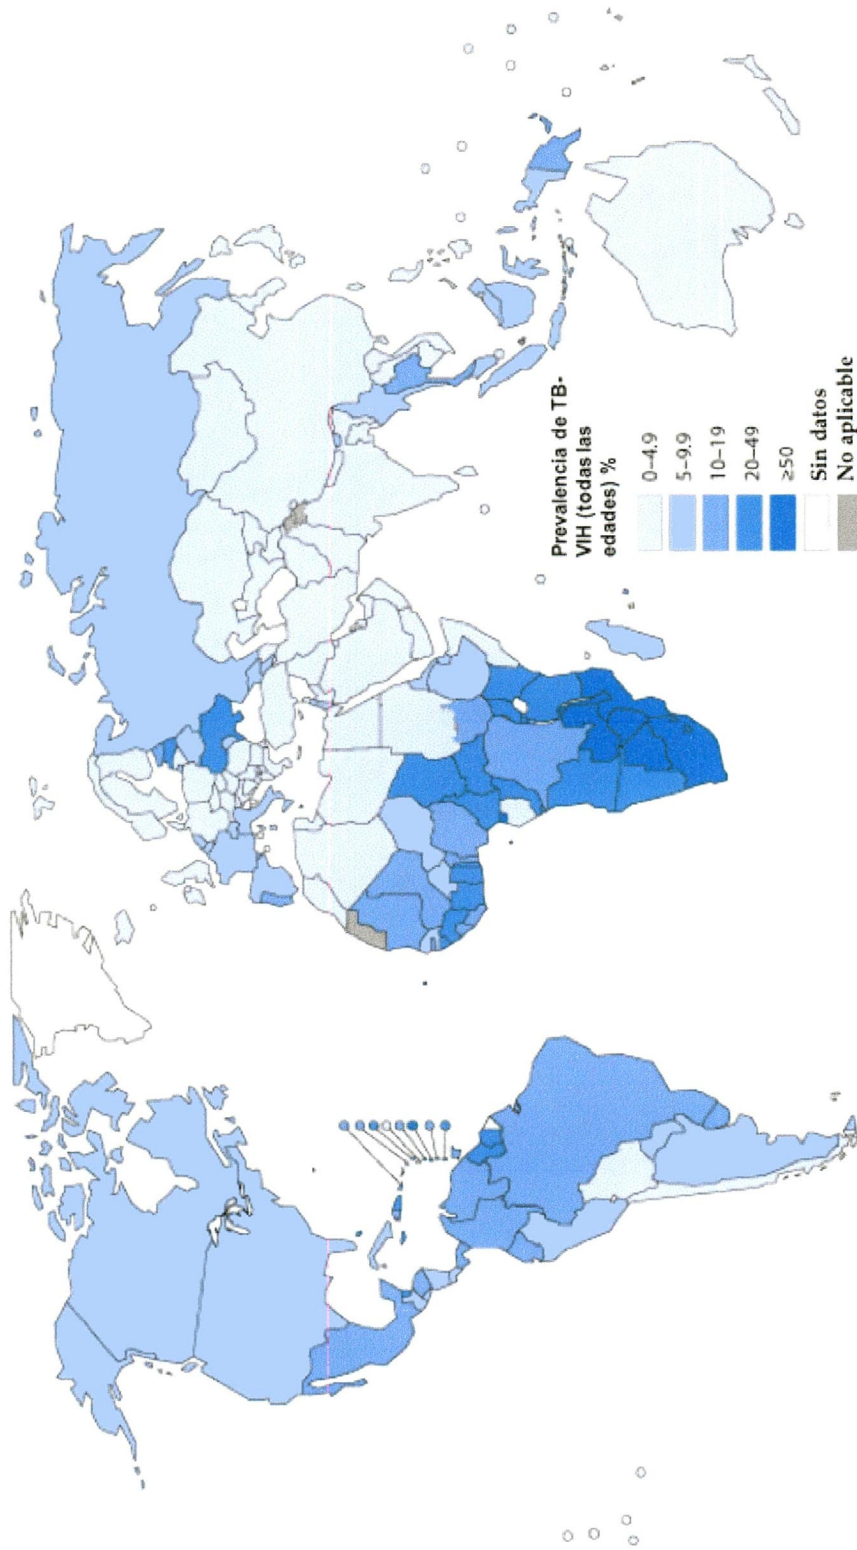 Prevalencia de TB-
VIH (todas las
edades) %
0–4.9
5–9.9
10–19
20–49
≥50
Sin datos
No aplicable